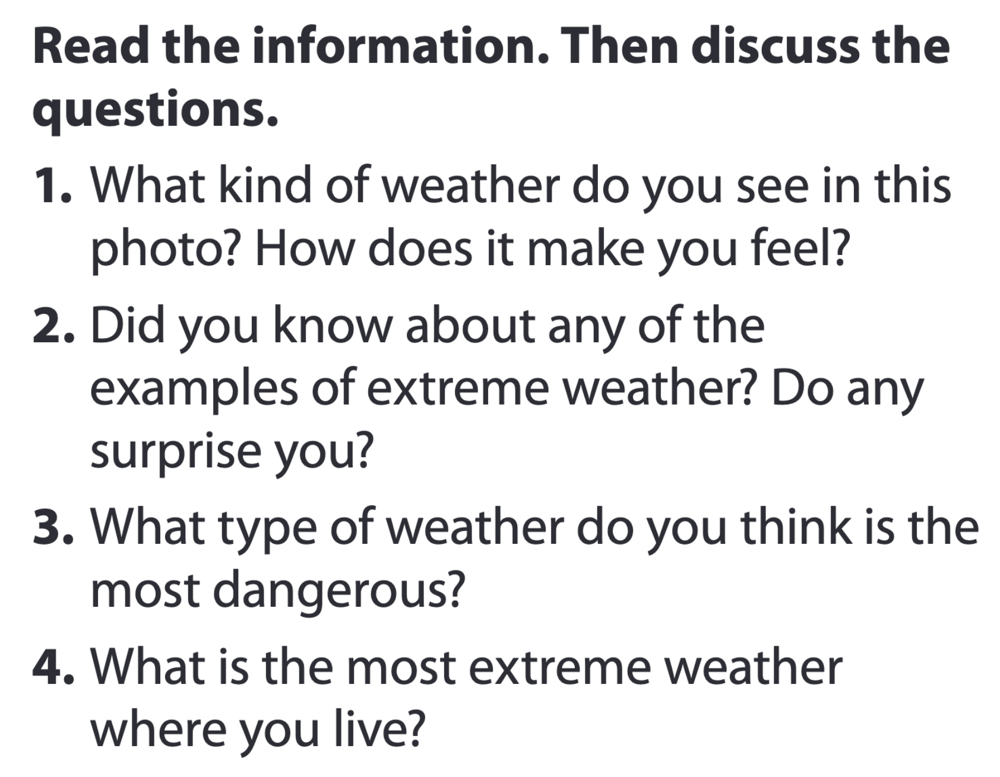 Read the information. Then discuss the
questions.
1. What kind of weather do you see in this
photo? How does it make you feel?
2. Did you know about any of the
examples of extreme weather? Do any
surprise you?
3. What type of weather do you think is the
most dangerous?
4. What is the most extreme weather
where you live?